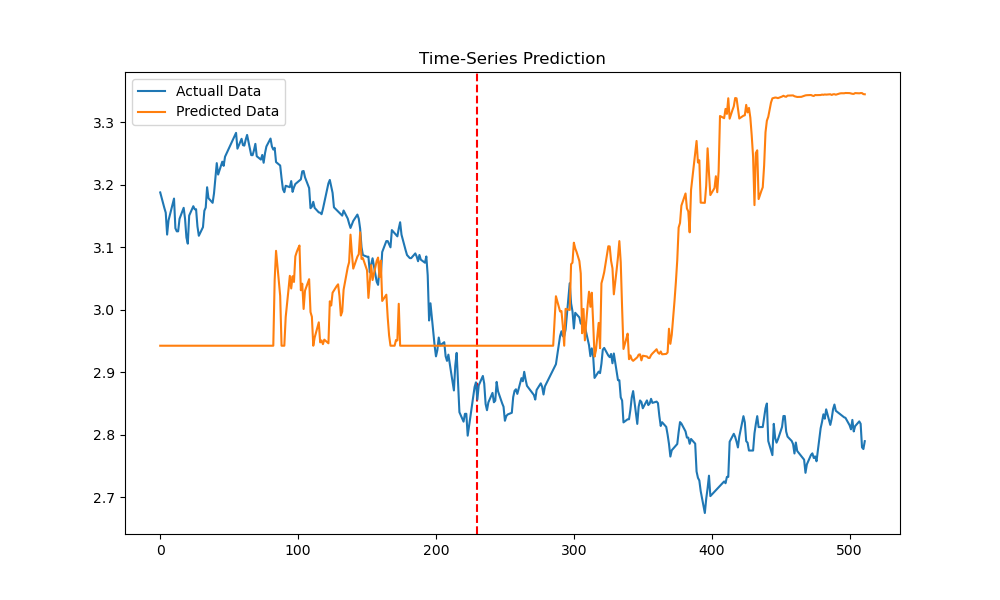 Time-Series Prediction
Actuall Data
Predicted Data
3.3
3.2
3.1
3.0
2.9
2.8
2.7
0 100 200 300 400 500